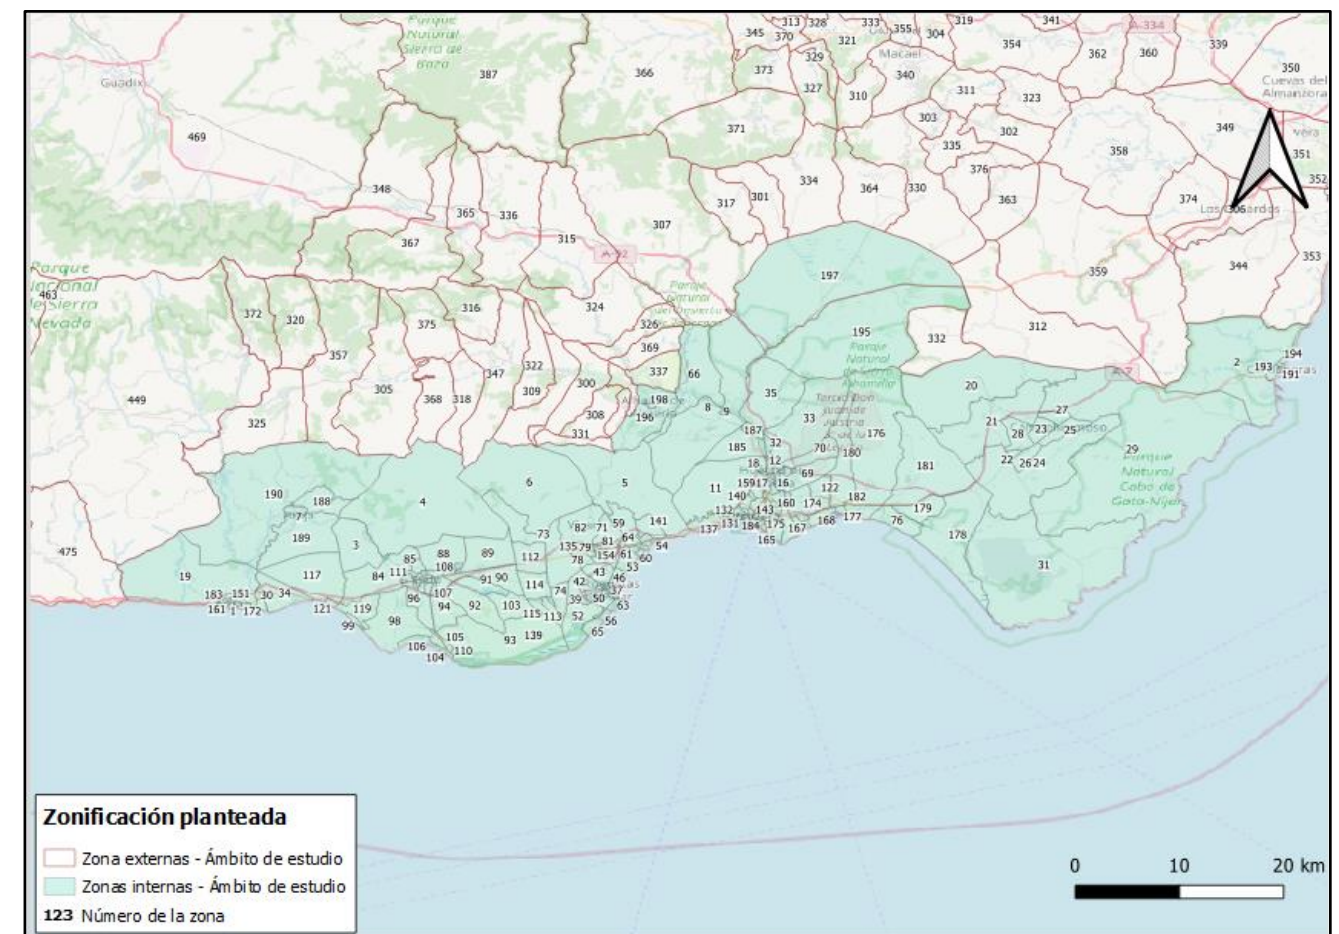 Parque
Natural
Sierra de
Baza
313 328 333 319 341 A-334
345 370 321 355 304 354 362 360 339
387 366 373 329 Macael 350
Guadix 327 310 340 311 323 Cuevas del
Almanzora
469 371 303 302 358 349 Vera
335 351
376 352
348 317 301 334 364 330 363 374 306
365 336 307
367 315 A-92 359 344 353
Parque
Nacional
de Sierra
Nevada
463 197
372 320 316 324 Paraje
Natural
del Desierto
375 326 195 332 312
357 369 Paraje
Natural
322 337 66 A-7 2 194
449 305 347 300 193
368 318 309 198 35 20 191
325 308 196 8 9 33 176 27
331 187 21 23 25
185 32 70 180 28 29
6 5 18 12 69 181 22 26 24 Parque
Natural
Cabo de
Gata-Níjar
190 188 4 11 159 17 16 122 182
7 189 140 160 174 179
475 3 73 82 71 59 141 132 143 177 76
88 89 135 79 81 64 137 131 184 175 167 168 178
85 108 112 78 154 61 60 54 165
19 117 84 111 91 90 43 53 31
183 151 30 34 96 107 114 74 42 46 37
161 1 172 121 119 94 92 103 39 50 63
99 98 115 113 52 56
106 105 93 139 65
104 110
Zonificación planteada
Zona externas - Ámbito de estudio
Zonas internas - Ámbito de estudio
123 Número de la zona
0 10 20 km